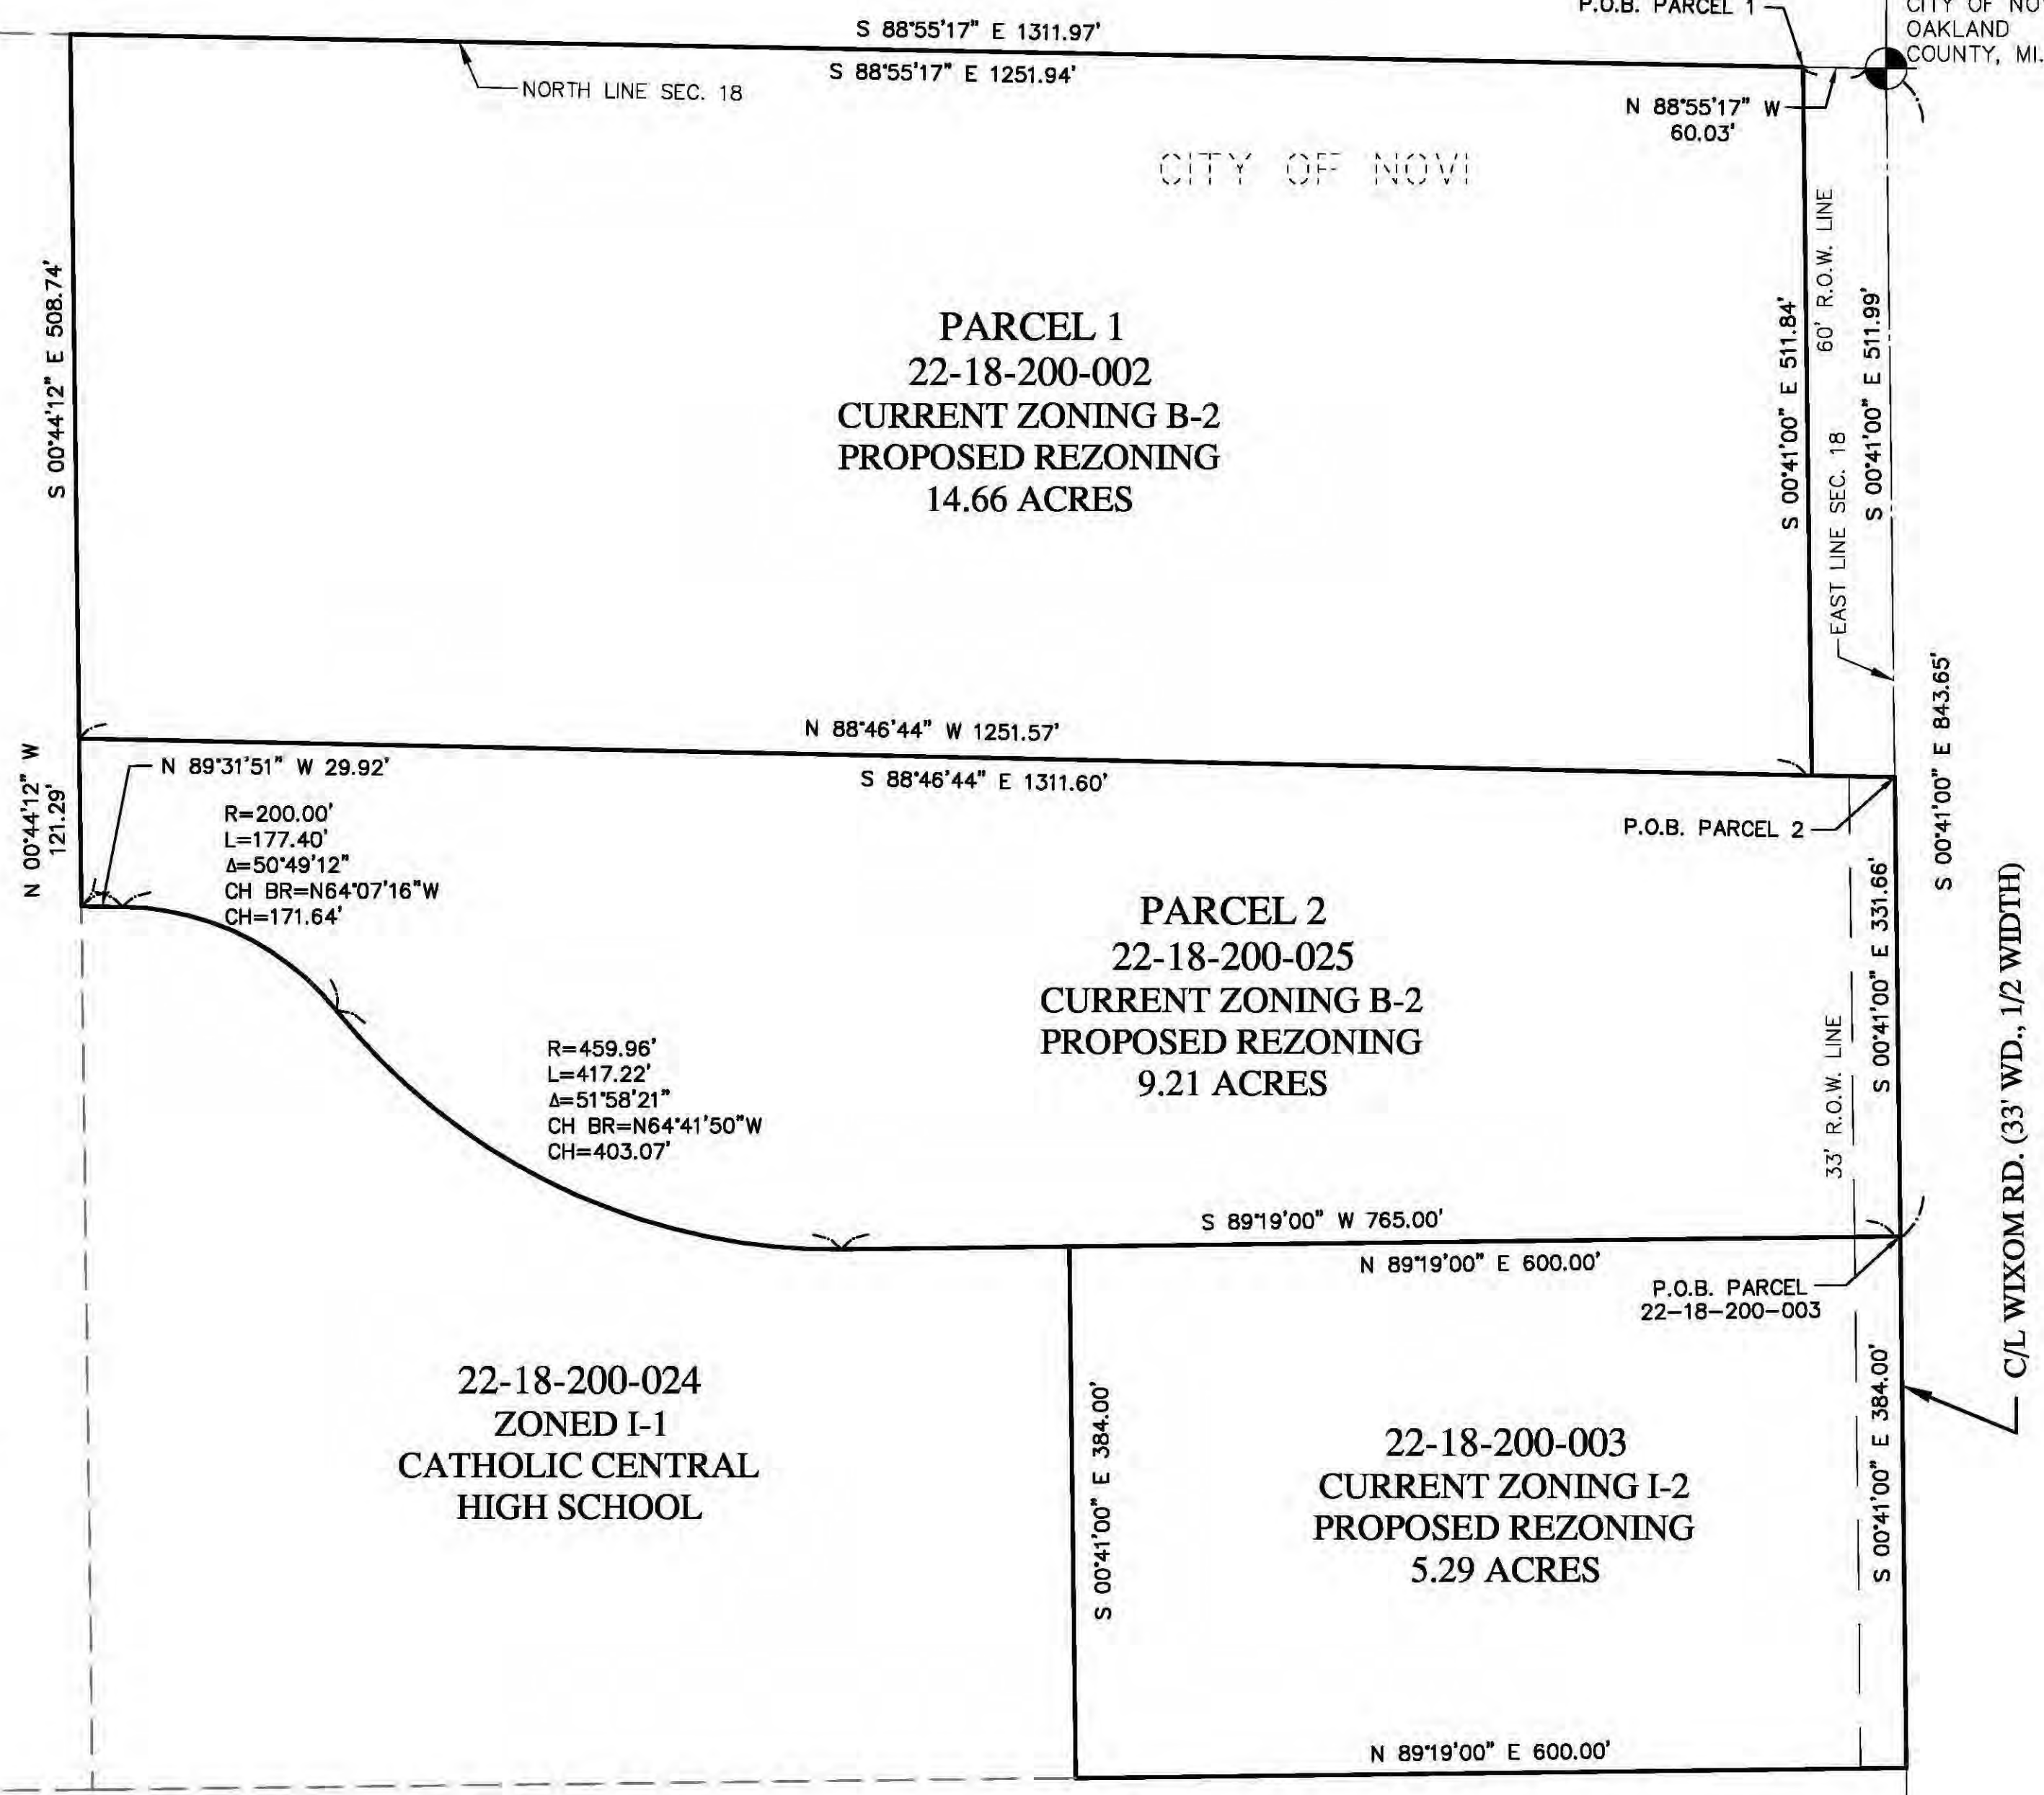 P.O.B. PARCEL 1
OAKLAND
COUNTY, MI.
S 88°55'17" E 1311.97'
S 88°55'17" E 1251.94'
NORTH LINE SEC. 18
N 88°55'17" W
60.03'
CITY OF NOVI
S 00°44'12" E 508.74'
PARCEL 1
22-18-200-002
CURRENT ZONING B-2
PROPOSED REZONING
14.66 ACRES
S 00°41'00" E 511.84'
60' R.O.W. LINE
EAST LINE SEC. 18
S 00°41'00" E 511.99'
S 00°41'00" E 843.65'
N 88°46'44" W 1251.57'
S 88°46'44" E 1311.60'
N 00°44'12" W
121.29'
N 89°31'51" W 29.92'
R=200.00'
L=177.40'
Δ=50°49'12"
CH BR=N64°07'16"W
CH=171.64'
P.O.B. PARCEL 2
PARCEL 2
22-18-200-025
CURRENT ZONING B-2
PROPOSED REZONING
9.21 ACRES
R=459.96'
L=417.22'
Δ=51°58'21"
CH BR=N64°41'50"W
CH=403.07'
33' R.O.W. LINE
S 00°41'00" E 331.66'
C/L WIXOM RD. (33' WD., 1/2 WIDTH)
S 89°19'00" W 765.00'
N 89°19'00" E 600.00'
P.O.B. PARCEL
22-18-200-003
22-18-200-024
ZONED I-1
CATHOLIC CENTRAL
HIGH SCHOOL
S 00°41'00" E 384.00'
22-18-200-003
CURRENT ZONING I-2
PROPOSED REZONING
5.29 ACRES
S 00°41'00" E 384.00'
N 89°19'00" E 600.00'